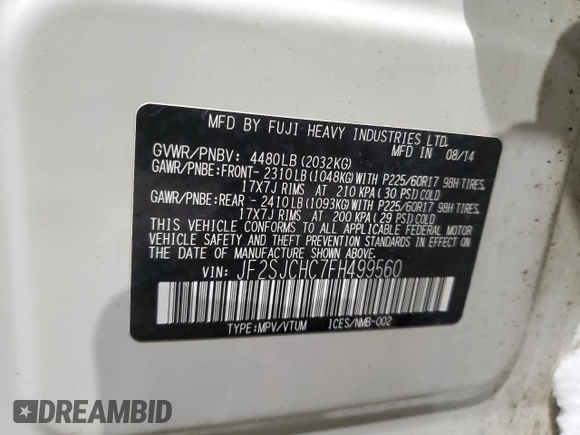 MFD BY FUJI HEAVY INDUSTRIES LTD.
MFD IN 08/14
GVWR/PNBV: 4480LB (2032KG)
GAWR/PNBE:FRONT- 2310LB (1048KG) WITH P225/60R17 98H TIRES,
17X7J RIMS AT 210 KPA (30 PSI) COLD
GAWR/PNBE:REAR - 2410LB (1093KG) WITH P225/60R17 98H TIRES,
17X7J RIMS AT 200 KPA (29 PSI) COLD
THIS VEHICLE CONFORMS TO ALL APPLICABLE FEDERAL MOTOR
VEHICLE SAFETY AND THEFT PREVENTION STANDARDS IN EFFECT ON
THE DATE OF MANUFACTURE SHOWN ABOVE.
VIN: JF2SJCHC7FH499560
TYPE:MPV/VTUM ICES/NMB-002
DREAMBID